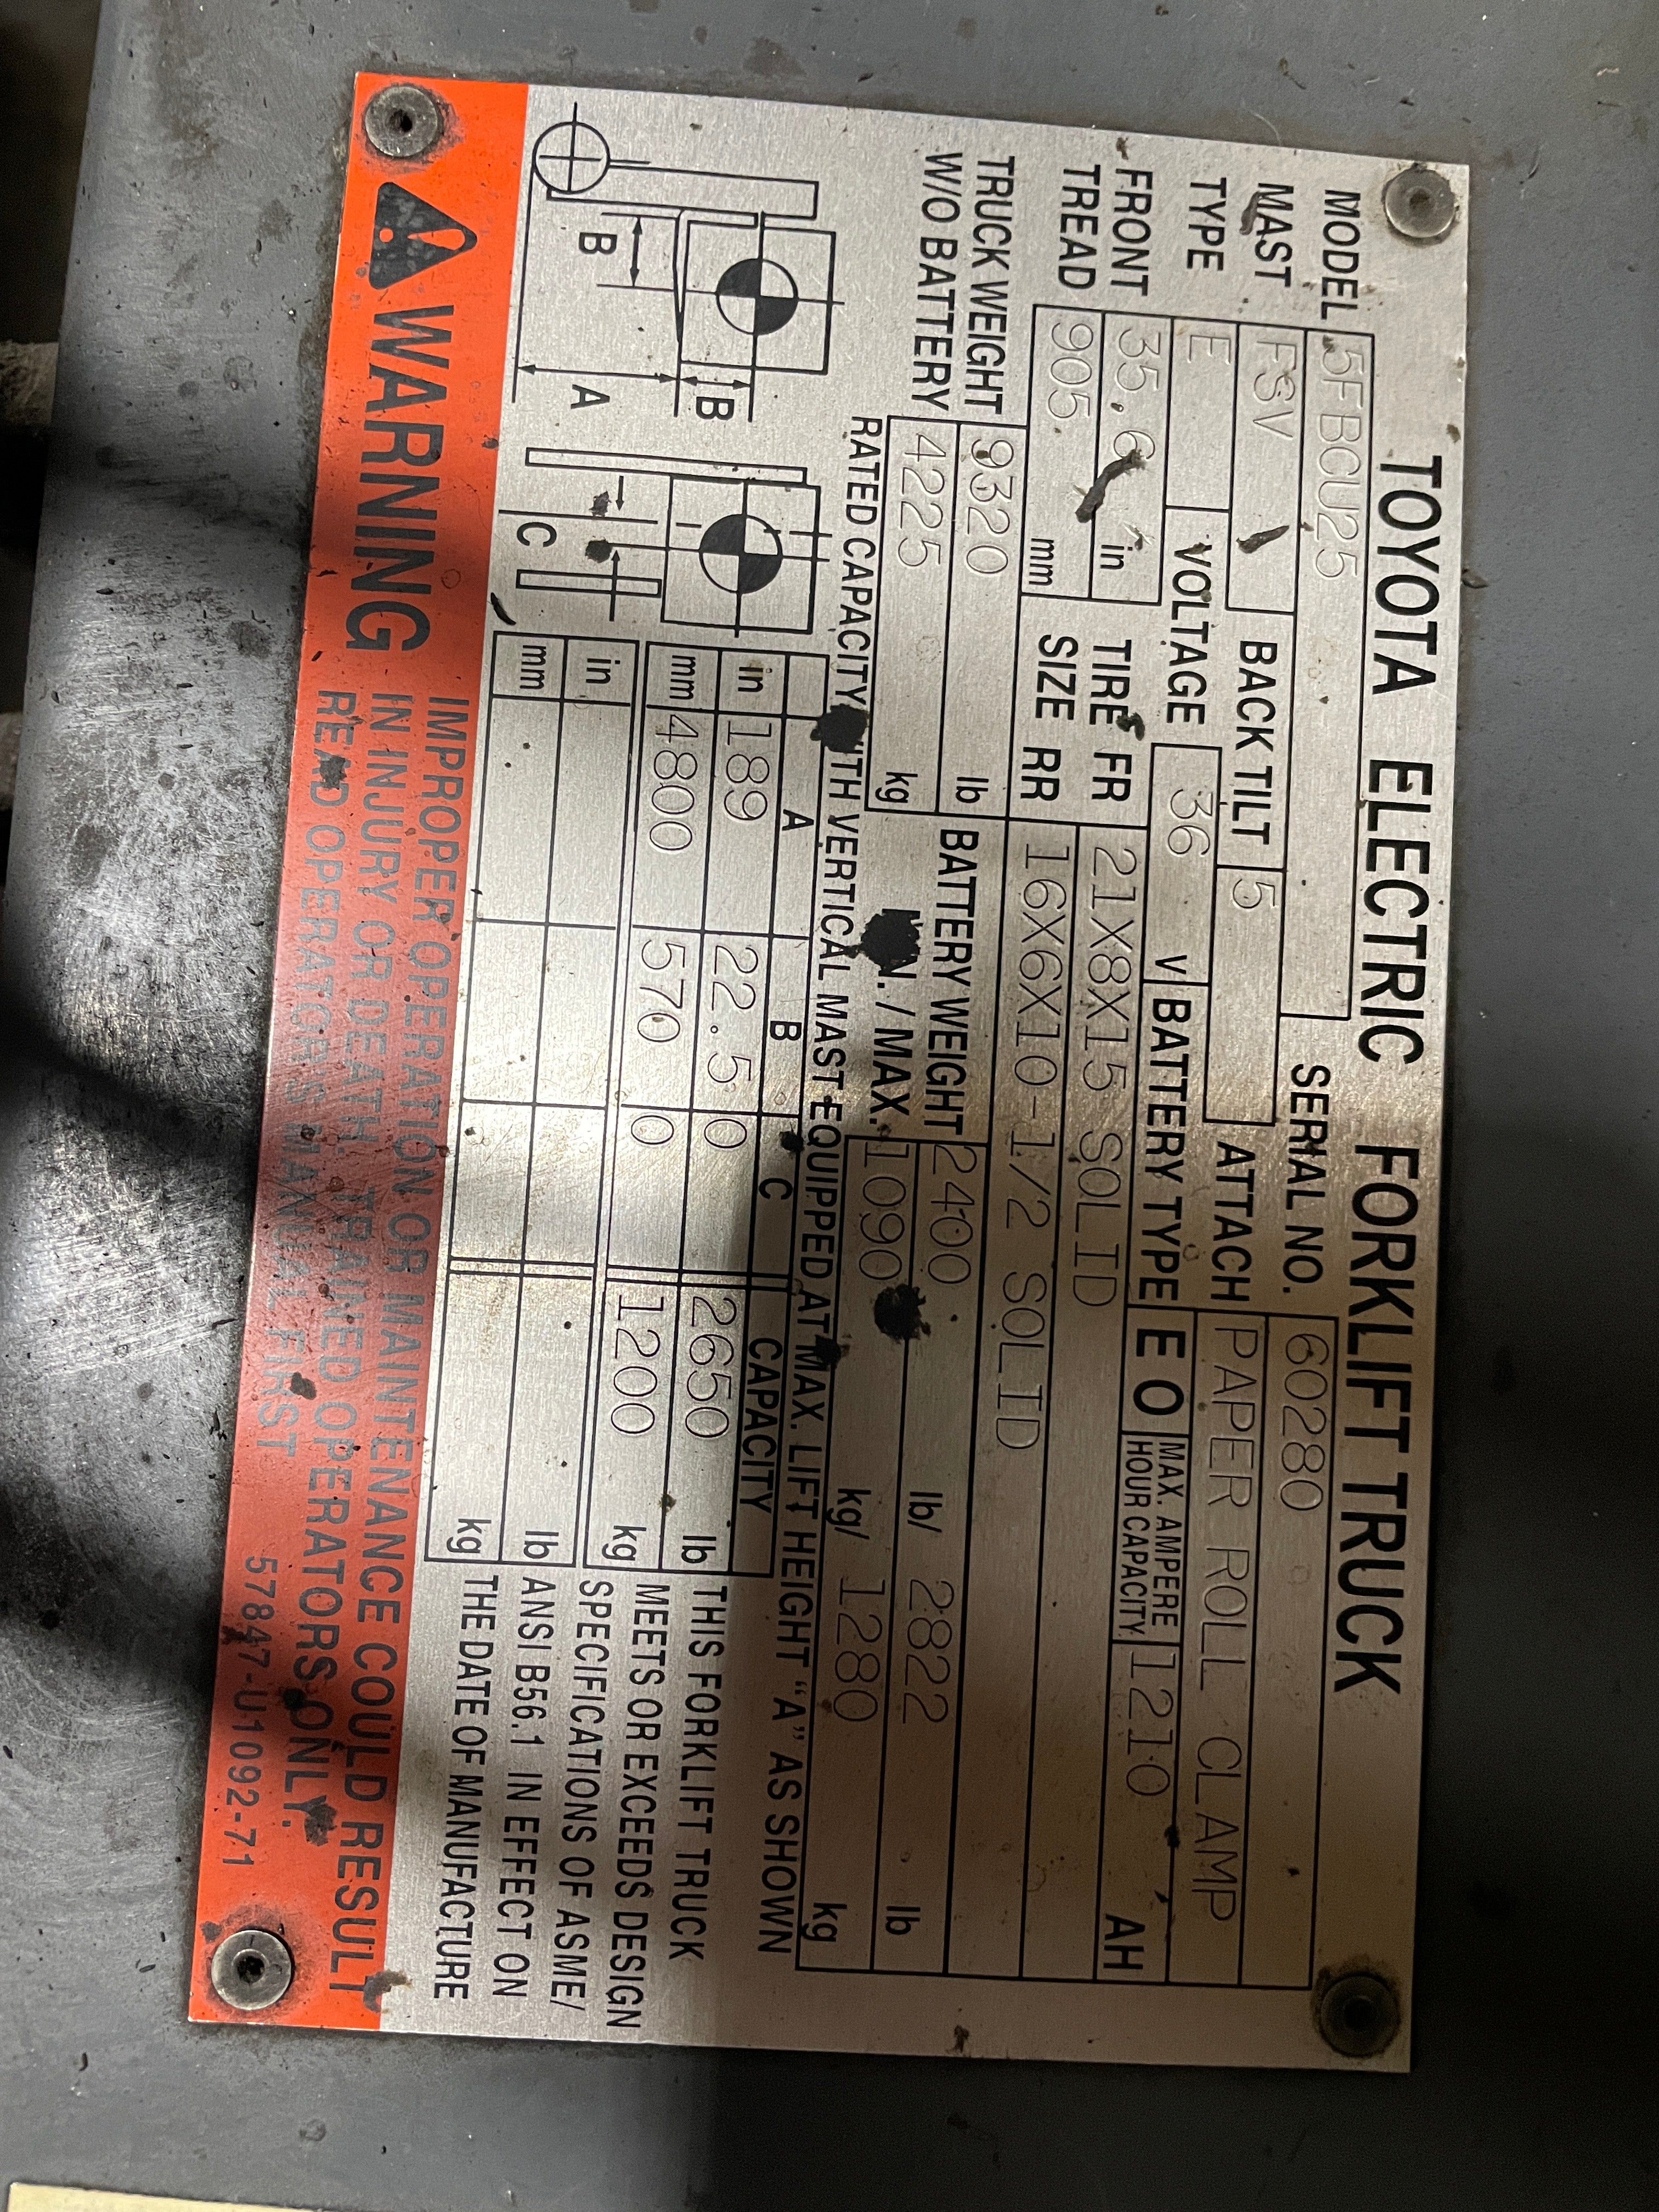 TOYOTA ELECTRIC FORKLIFT TRUCK
MODEL 5FBCU25 SERIAL NO. 60280
MAST FSV BACK TILT 5 ATTACH PAPER ROLL CLAMP
TYPE E VOLTAGE 36 V BATTERY TYPE E O MAX. AMPERE HOUR CAPACITY 1210 AH
FRONT TREAD 35,6 in TIRE SIZE FR 21X8X15 SOLID
905 mm RR 16X6X10-1/2 SOLID
TRUCK WEIGHT W/O BATTERY 9320 lb BATTERY WEIGHT 2400 lb/ 2822 lb
4225 kg / MAX. 1090 kg/ 1280 kg
RATED CAPACITY VERTICAL MAST EQUIPPED AT MAX. LIFT HEIGHT "A" AS SHOWN
A B C CAPACITY
in 189 22.5 0 2650 lb
mm 4800 570 0 1200 kg
in lb
mm kg
B
B
A
C
THIS FORKLIFT TRUCK
MEETS OR EXCEEDS DESIGN
SPECIFICATIONS OF ASME/
ANSI B56.1 IN EFFECT ON
THE DATE OF MANUFACTURE
WARNING
IMPROPER OPERATION OR MAINTENANCE COULD RESULT
IN INJURY OR DEATH. TRAINED OPERATORS ONLY.
READ OPERATOR'S MANUAL FIRST
57847-U1092-71